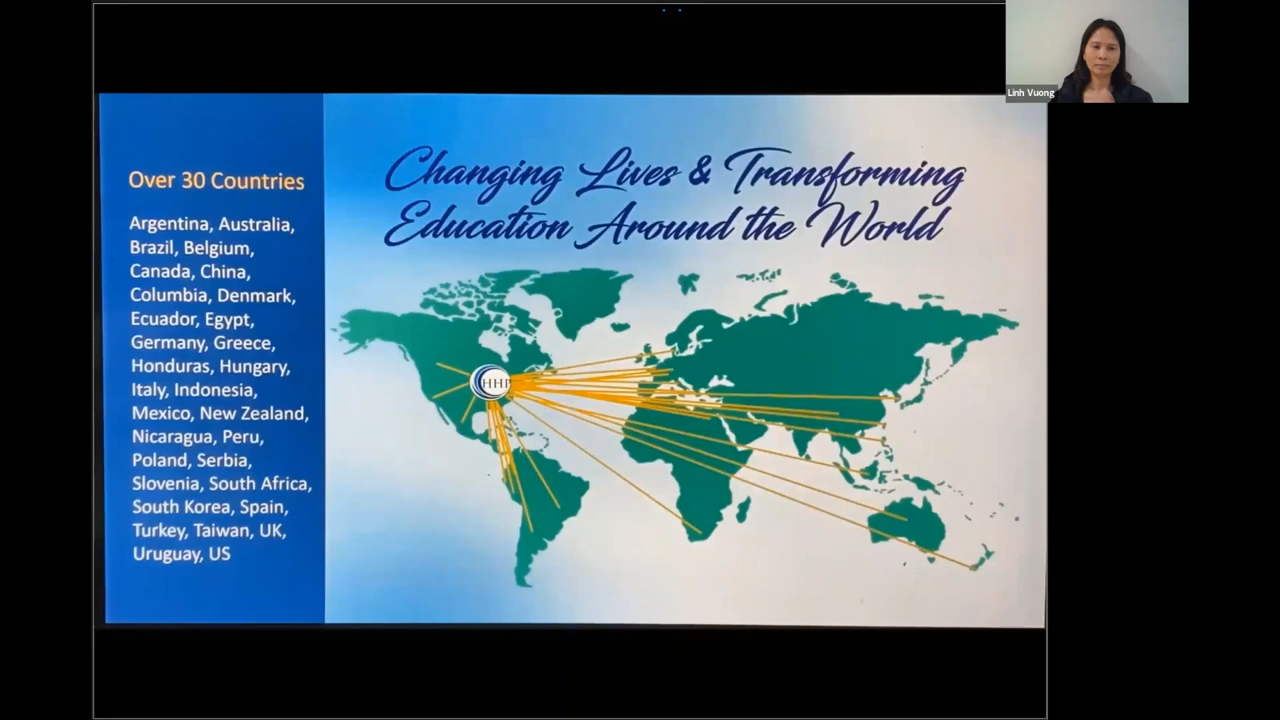 Linh Vuong
Over 30 Countries
Argentina, Australia,
Brazil, Belgium,
Canada, China,
Columbia, Denmark,
Ecuador, Egypt,
Germany, Greece,
Honduras, Hungary,
Italy, Indonesia,
Mexico, New Zealand,
Nicaragua, Peru,
Poland, Serbia,
Slovenia, South Africa,
South Korea, Spain,
Turkey, Taiwan, UK,
Uruguay, US
Changing Lives & Transforming
Education Around the World
HHP